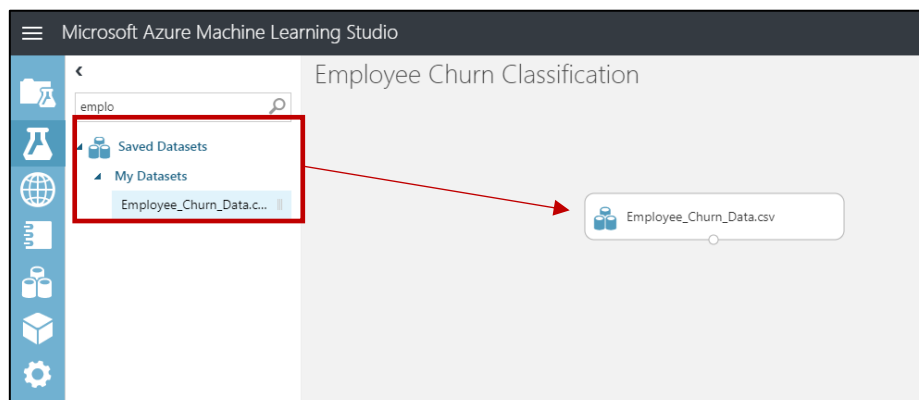 Microsoft Azure Machine Learning Studio
Employee Churn Classification
emplo
Saved Datasets
My Datasets
Employee_Churn_Data.c...
Employee_Churn_Data.csv